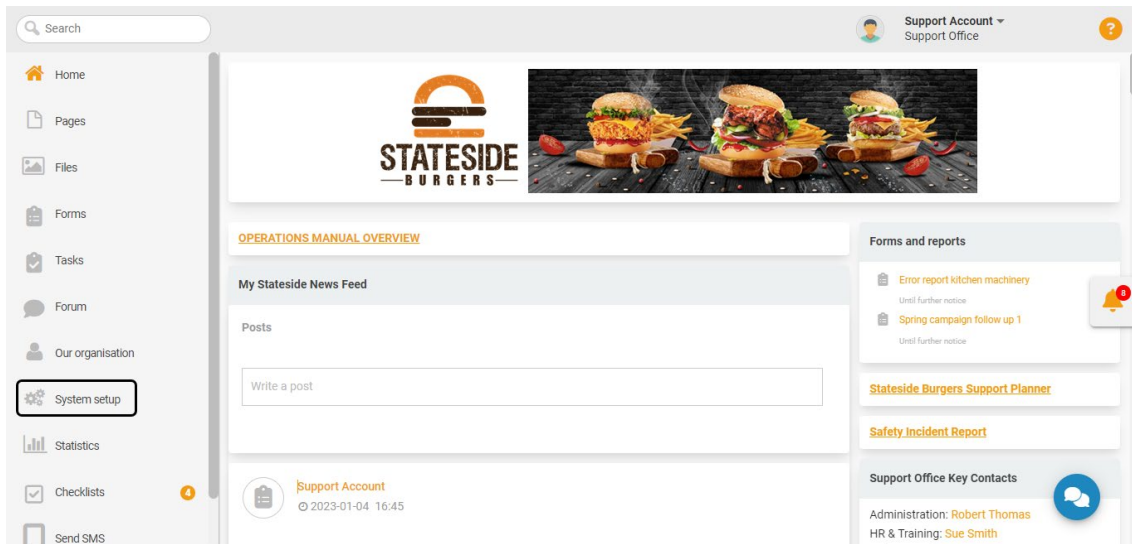 Search
Support Account
Support Office
?
Home
Pages
Files
Forms
Tasks
Forum
Our organisation
System setup
Statistics
Checklists
4
Send SMS
STATESIDE
BURGERS
OPERATIONS MANUAL OVERVIEW
My Stateside News Feed
Posts
Write a post
Support Account
2023-01-04 16:45
Forms and reports
Error report kitchen machinery
Until further notice
Spring campaign follow up 1
Until further notice
8
Stateside Burgers Support Planner
Safety Incident Report
Support Office Key Contacts
Administration: Robert Thomas
HR & Training: Sue Smith